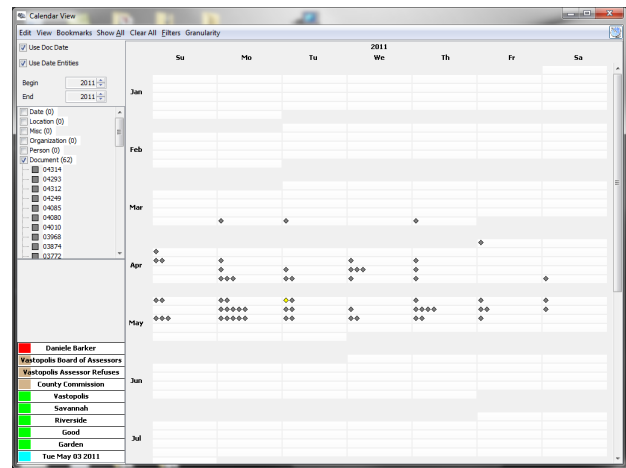 Calendar View
Edit View Bookmarks Show All Clear All Filters Granularity
Use Doc Date
Use Date Entities
Begin 2011
End 2011
Date (0)
Location (0)
Misc (0)
Organization (0)
Person (0)
Document (62)
04314
04293
04312
04249
04085
04080
04010
03968
03874
03772
Daniele Barker
Vastopolis Board of Assessors
Vastopolis Assessor Refuses
County Commission
Vastopolis
Savannah
Riverside
Good
Garden
Tue May 03 2011
2011
Su Mo Tu We Th Fr Sa
Jan
Feb
Mar
Apr
May
Jun
Jul